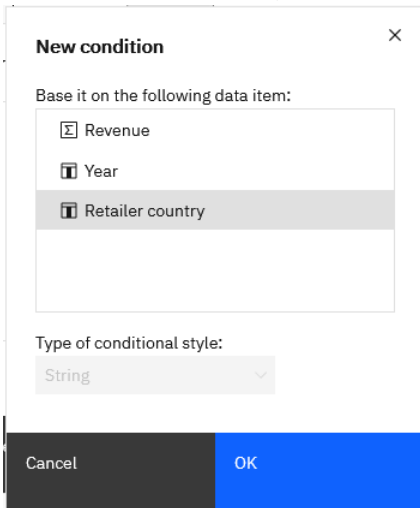 New condition
Base it on the following data item:
Revenue
Year
Retailer country
Type of conditional style:
String
Cancel
OK